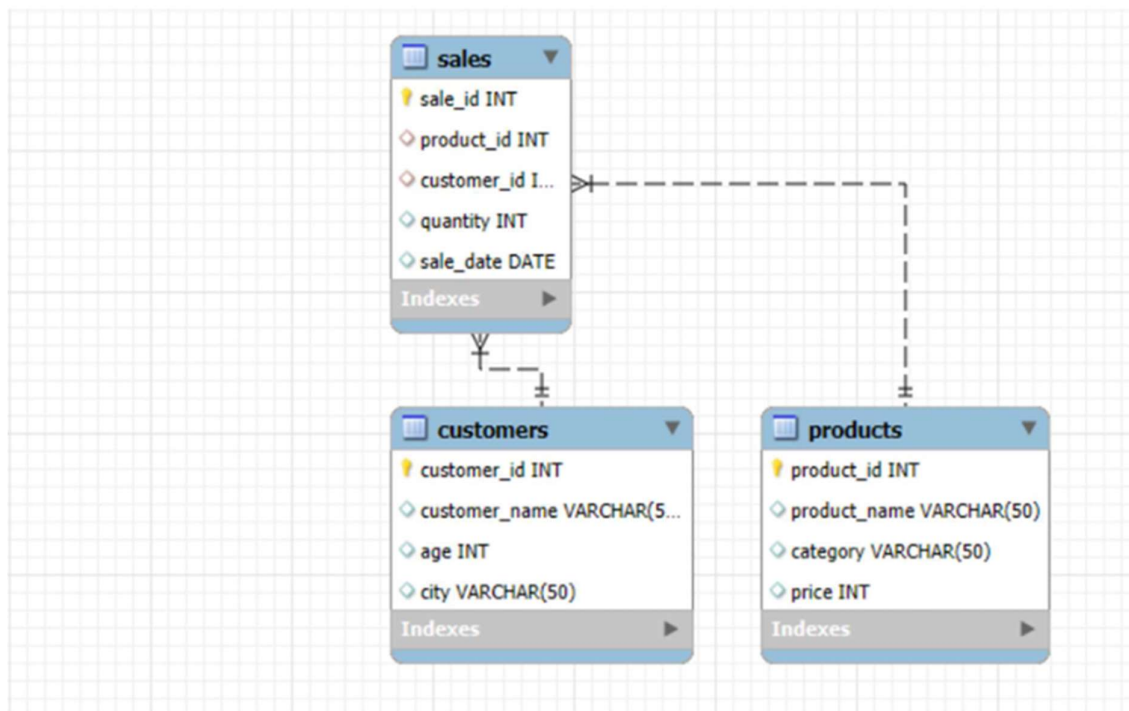 sales
sale_id INT
product_id INT
customer_id I...
quantity INT
sale_date DATE
Indexes
customers
customer_id INT
customer_name VARCHAR(5...
age INT
city VARCHAR(50)
Indexes
products
product_id INT
product_name VARCHAR(50)
category VARCHAR(50)
price INT
Indexes